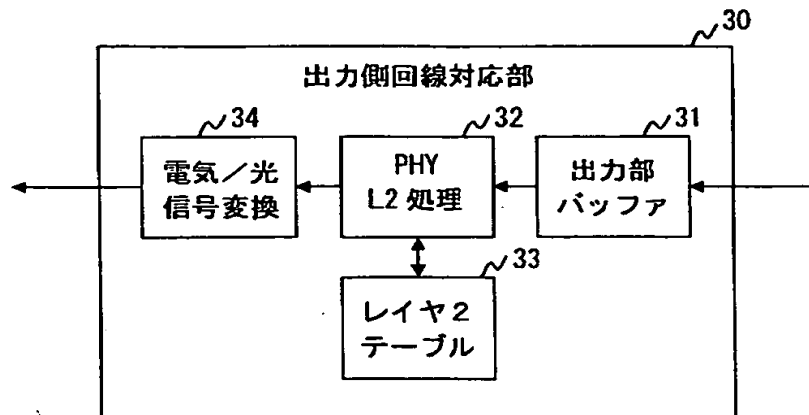 30
出力側回線対応部
34
電気／光
信号変換
32
PHY
L2 処理
31
出力部
バッファ
33
レイヤ2
テーブル